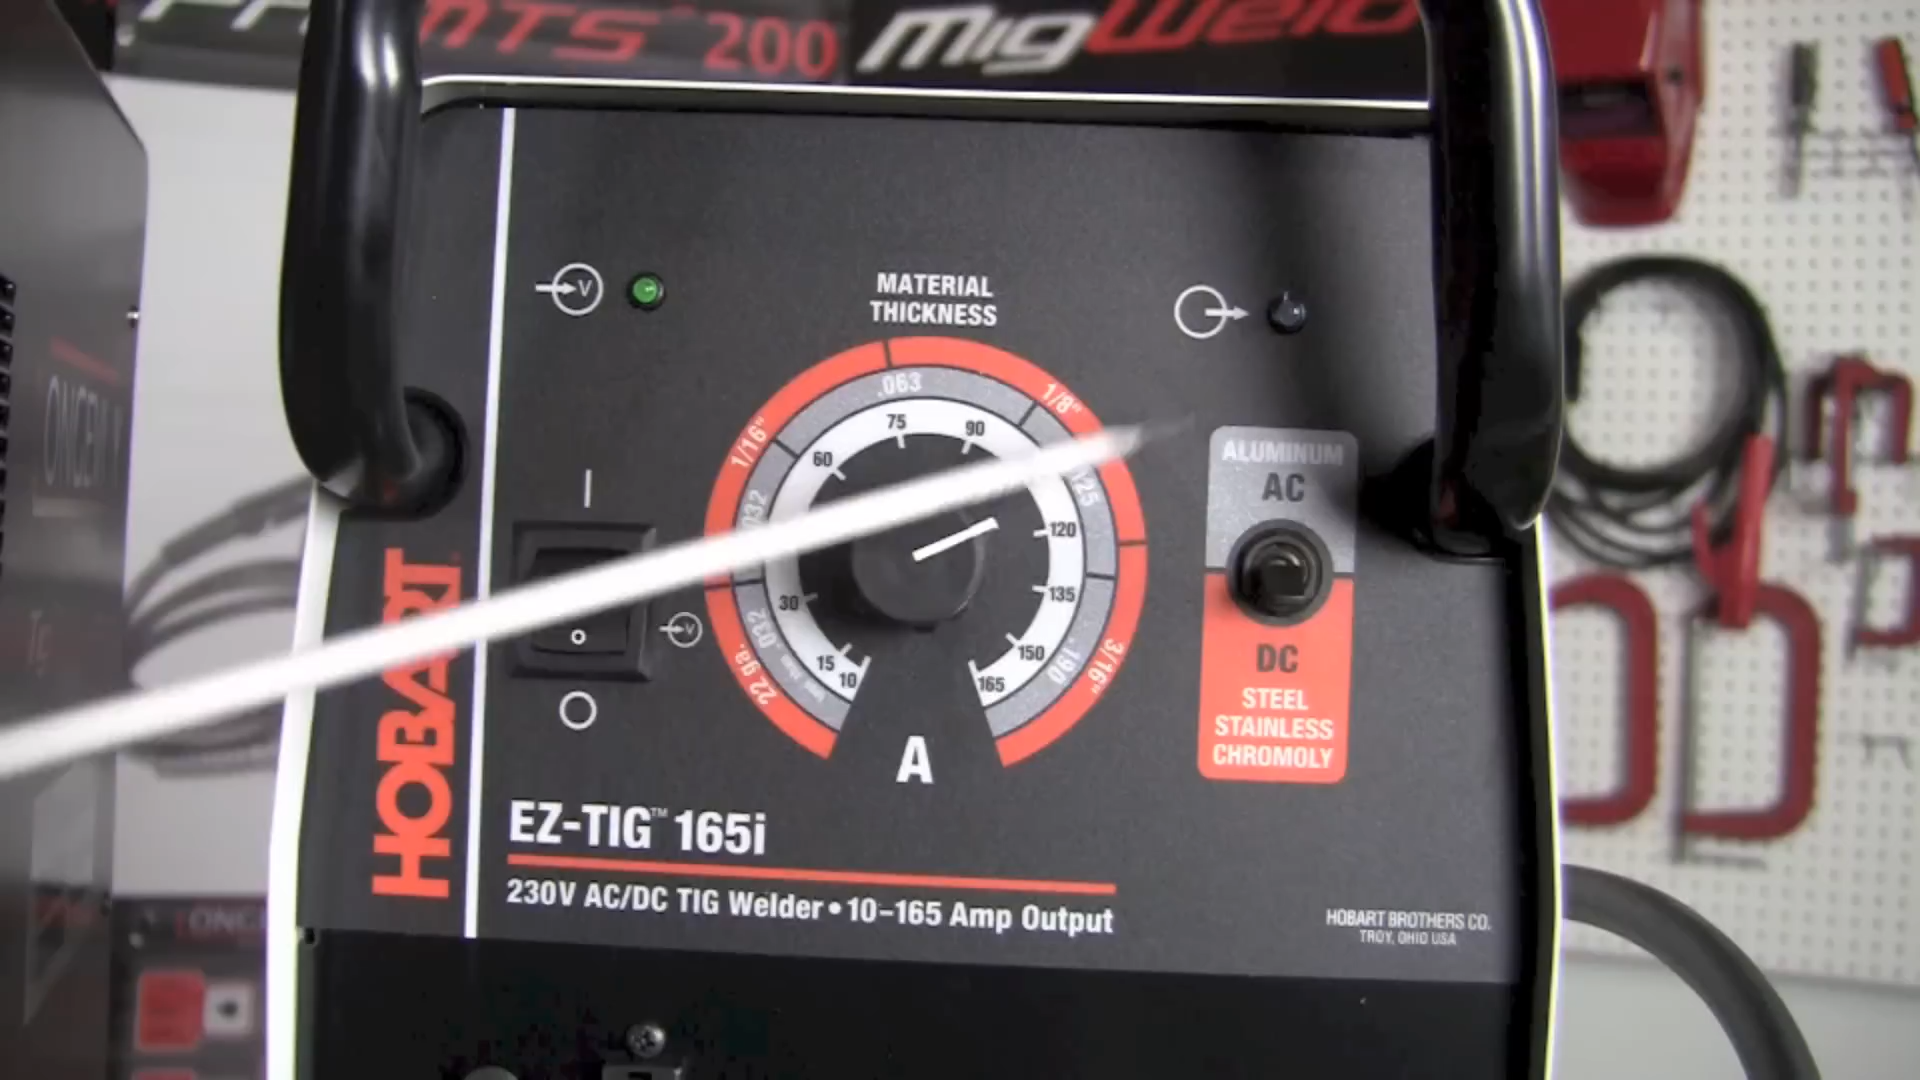 200 MigWeld
MATERIAL
THICKNESS
V
.063
1/8"
1/16"
75
90
60
.032
120
30
135
.032
22 ga.
15
10
150
165
.190
3/16"
V
A
ALUMINUM
AC
DC
STEEL
STAINLESS
CHROMOLY
HOBART
EZ-TIG™ 165i
230V AC/DC TIG Welder • 10-165 Amp Output
HOBART BROTHERS CO.
TROY, OHIO USA